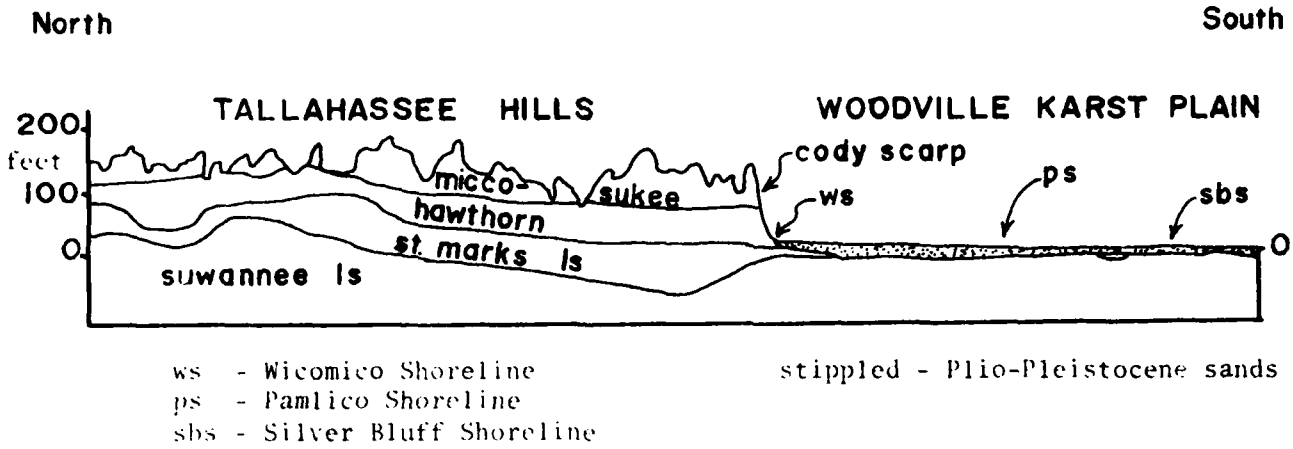 North South
TALLAHASSEE HILLS WOODVILLE KARST PLAIN
200
feet
100
0
cody scarp
ws
ps
sbs
micco-
sukee
hawthorn
st. marks ls
suwannee ls
0
ws - Wicomico Shoreline
ps - Pamlico Shoreline
sbs - Silver Bluff Shoreline
stippled - Plio-Pleistocene sands